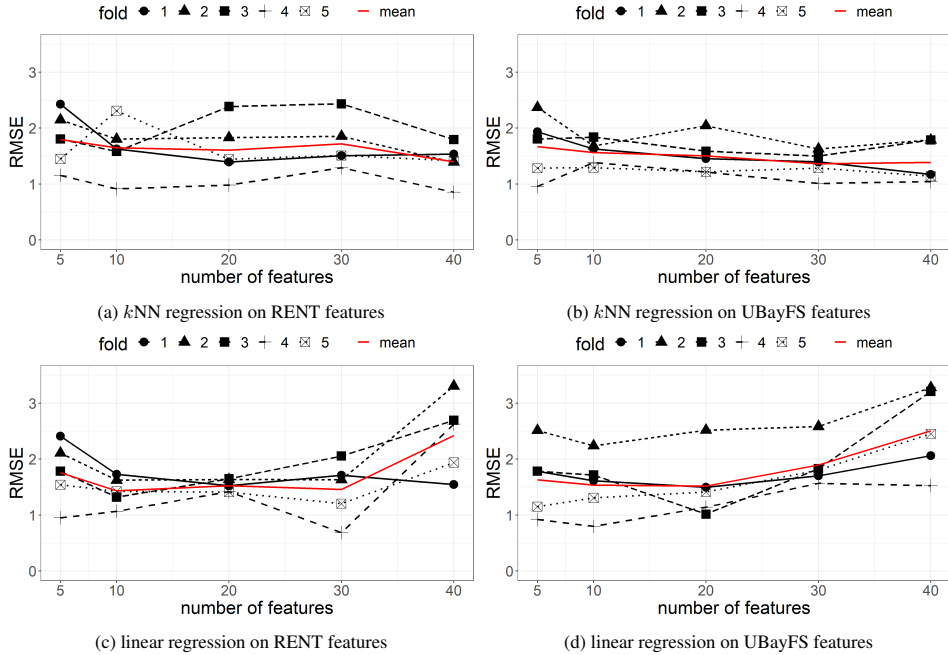 fold 1 2 3 4 5 mean
fold 1 2 3 4 5 mean
3
2
1
0
RMSE
5 10 20 30 40
number of features
3
2
1
0
RMSE
5 10 20 30 40
number of features
(a) kNN regression on RENT features
(b) kNN regression on UBayFS features
fold 1 2 3 4 5 mean
fold 1 2 3 4 5 mean
3
2
1
0
RMSE
5 10 20 30 40
number of features
3
2
1
0
RMSE
5 10 20 30 40
number of features
(c) linear regression on RENT features
(d) linear regression on UBayFS features